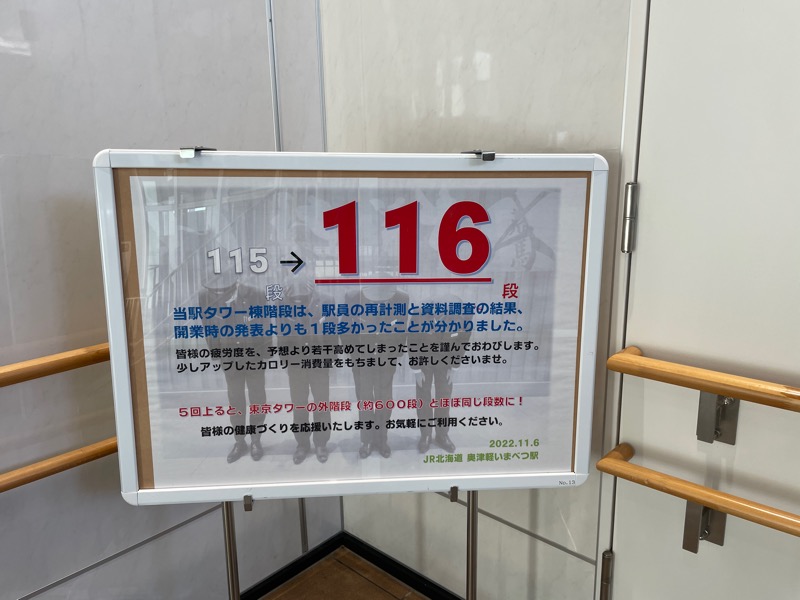 115段→116段
当駅タワー棟階段は、駅員の再計測と資料調査の結果、
開業時の発表よりも1段多かったことが分かりました。
皆様の疲労度を、予想より若干高めてしまったことを謹んでおわびします。
少しアップしたカロリー消費量をもちまして、お許しくださいませ。
5回上ると、東京タワーの外階段（約600段）とほぼ同じ段数に！
皆様の健康づくりを応援いたします。お気軽にご利用ください。
2022.11.6
JR北海道 奥津軽いまべつ駅